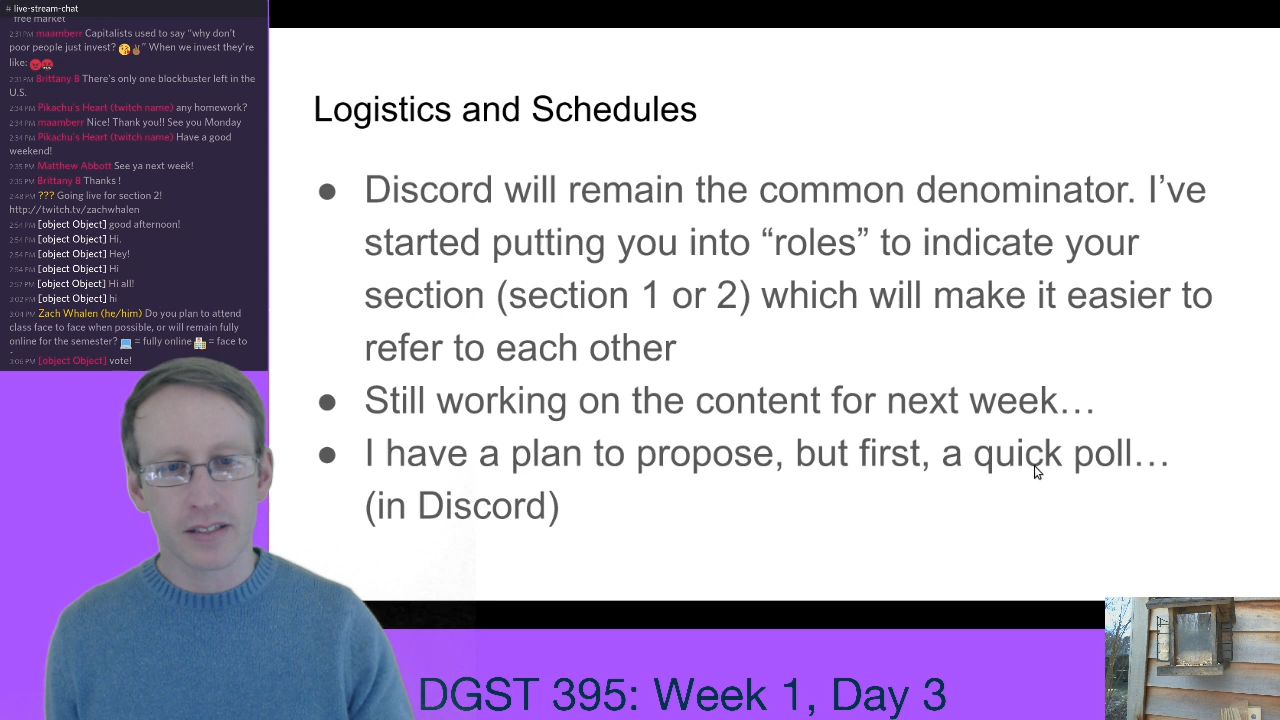 # live-stream-chat
free market
2:31 PM maamberr Capitalists used to say “why don’t
poor people just invest? 😘✌🏾” When we invest they’re
like: 😡🤬
2:31 PM Brittany B There’s only one blockbuster left in the
U.S.
2:34 PM Pikachu's Heart (twitch name) any homework?
2:34 PM maamberr Nice! Thank you!! See you Monday
2:34 PM Pikachu's Heart (twitch name) Have a good
weekend!
2:35 PM Matthew Abbott See ya next week!
2:35 PM Brittany B Thanks !
2:48 PM ??? Going live for section 2!
http://twitch.tv/zachwhalen
2:54 PM [object Object] good afternoon!
2:54 PM [object Object] Hi.
2:54 PM [object Object] Hey!
2:54 PM [object Object] Hi
2:57 PM [object Object] Hi all!
3:02 PM [object Object] hi
3:04 PM Zach Whalen (he/him) Do you plan to attend
class face to face when possible, or will remain fully
online for the semester? 💻 = fully online 🏫 = face to
3:06 PM [object Object] vote!
Logistics and Schedules
● Discord will remain the common denominator. I’ve
started putting you into “roles” to indicate your
section (section 1 or 2) which will make it easier to
refer to each other
● Still working on the content for next week…
● I have a plan to propose, but first, a quick poll…
(in Discord)
DGST 395: Week 1, Day 3